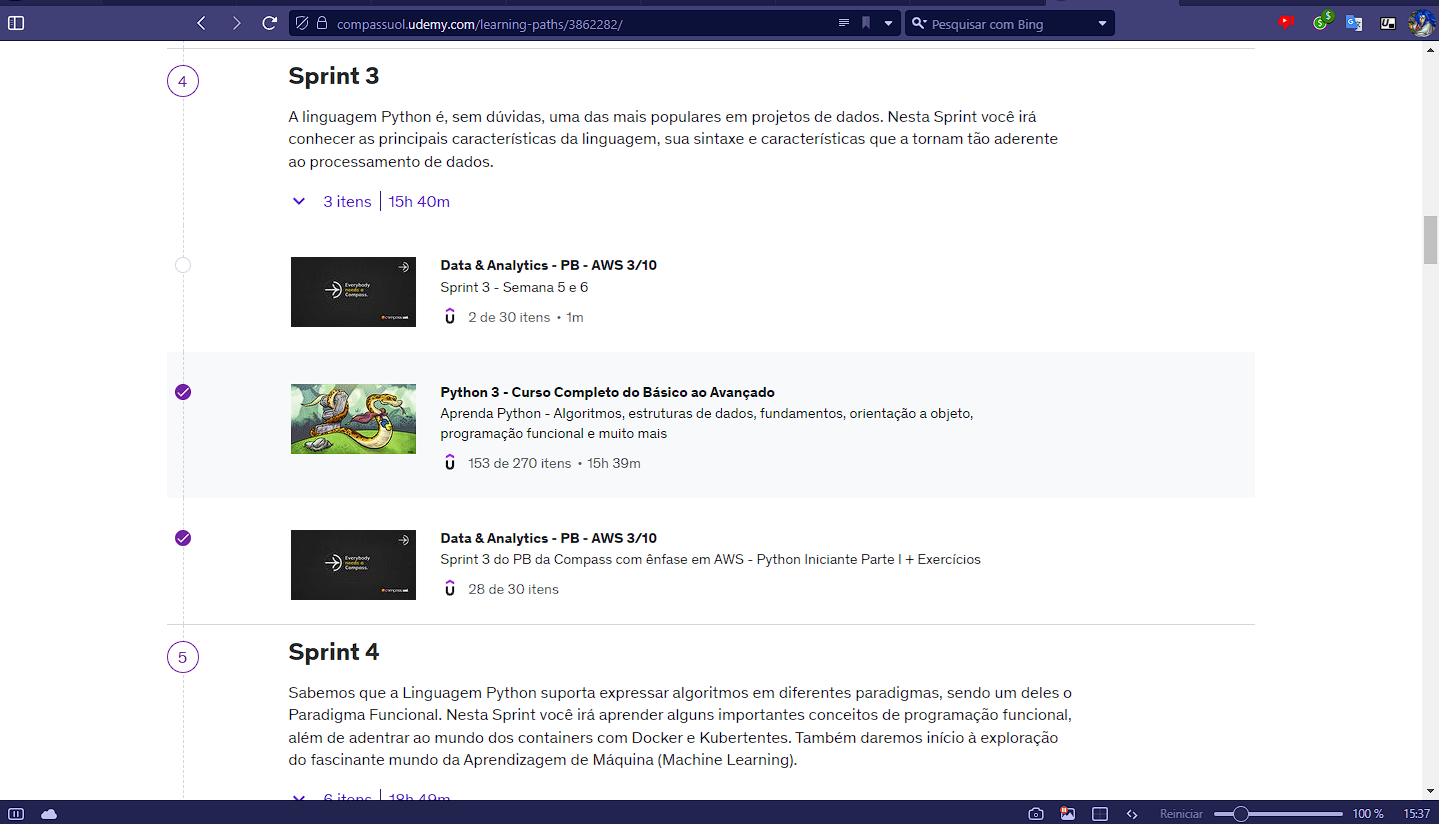 compassuol.udemy.com/learning-paths/3862282/
Pesquisar com Bing
4
Sprint 3
A linguagem Python é, sem dúvidas, uma das mais populares em projetos de dados. Nesta Sprint você irá
conhecer as principais características da linguagem, sua sintaxe e características que a tornam tão aderente
ao processamento de dados.
3 itens | 15h 40m
Everybody
needs a
Compass.
Data & Analytics - PB - AWS 3/10
Sprint 3 - Semana 5 e 6
2 de 30 itens • 1m
Python 3 - Curso Completo do Básico ao Avançado
Aprenda Python - Algoritmos, estruturas de dados, fundamentos, orientação a objeto,
programação funcional e muito mais
153 de 270 itens • 15h 39m
Everybody
needs a
Compass.
Data & Analytics - PB - AWS 3/10
Sprint 3 do PB da Compass com ênfase em AWS - Python Iniciante Parte I + Exercícios
28 de 30 itens
5
Sprint 4
Sabemos que a Linguagem Python suporta expressar algoritmos em diferentes paradigmas, sendo um deles o
Paradigma Funcional. Nesta Sprint você irá aprender alguns importantes conceitos de programação funcional,
além de adentrar ao mundo dos containers com Docker e Kubertentes. Também daremos início à exploração
do fascinante mundo da Aprendizagem de Máquina (Machine Learning).
6 itens | 18h 49m
Reiniciar
100 %
15:37